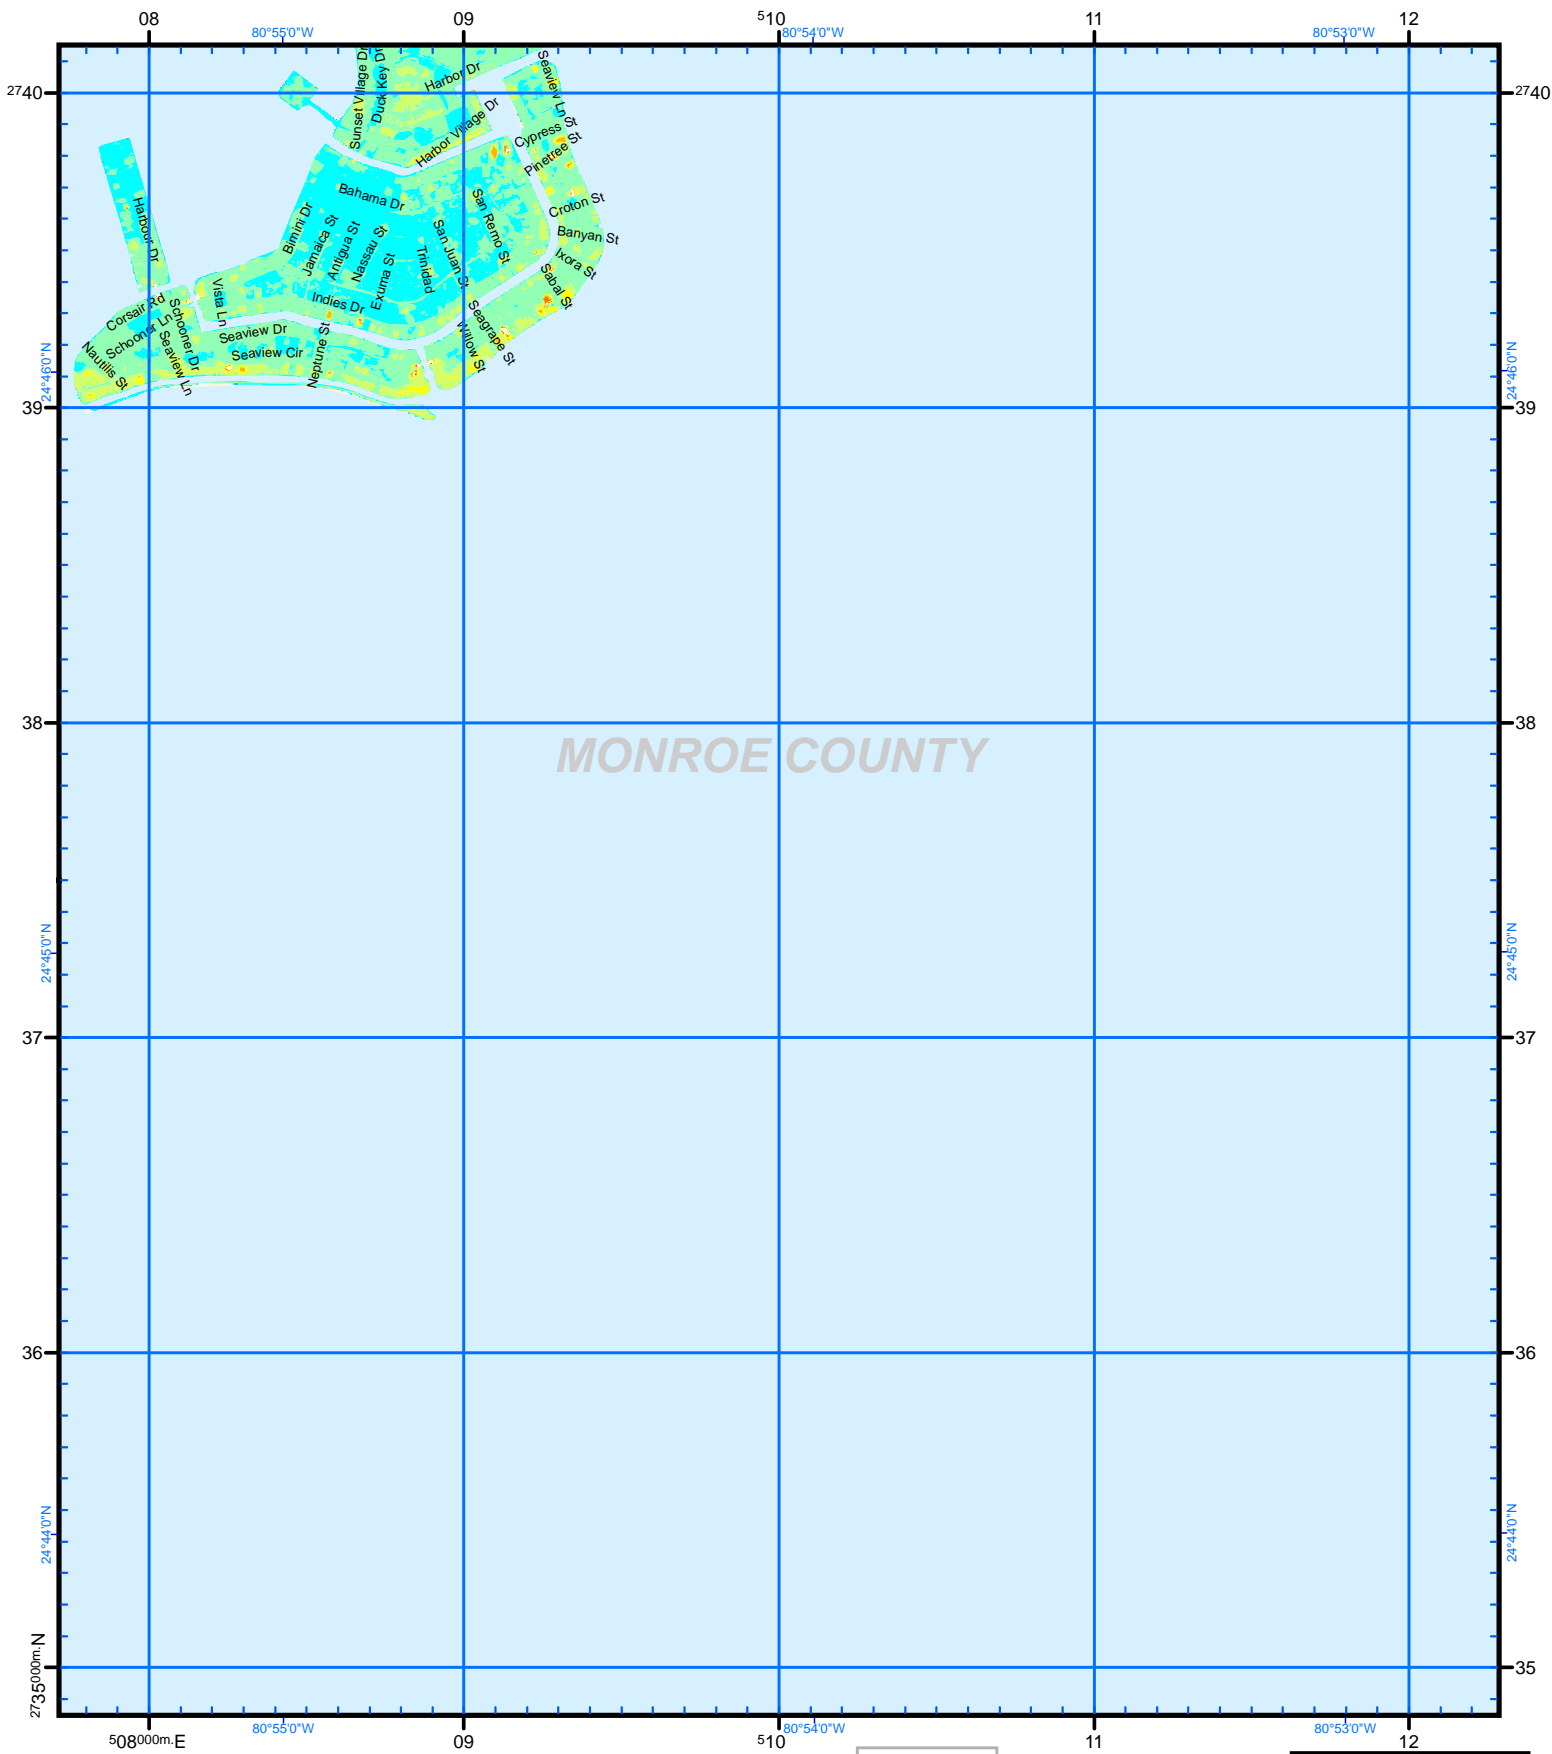 08 09 510 11 12
80°55'0"W 80°54'0"W 80°53'0"W
2740 2740
Sunset Village Dr
Duck Key Dr
Harbor Dr
Seaview Ln
Harbor Village Dr
Cypress St
Pinetree St
Harbour Dr
Bahama Dr
Bimini Dr
Jamaica St
Antigua St
Nassau St
Exuma St
Trinidad
San Juan St
San Remo St
Croton St
Banyan St
Ixora St
Sabal St
Corsair Rd
Schooner Ln
Schooner Dr
Vista Ln
Indies Dr
Seaview Dr
Seaview Cir
Neptune St
Seagrape St
Willow St
Nautilis St
Seaview Ln
24°46'0"N 24°46'0"N
39 39
38 38
MONROE COUNTY
24°45'0"N 24°45'0"N
37 37
36 36
24°44'0"N 24°44'0"N
2735000m.N 35
80°55'0"W 80°54'0"W 80°53'0"W
508000m.E 09 510 11 12